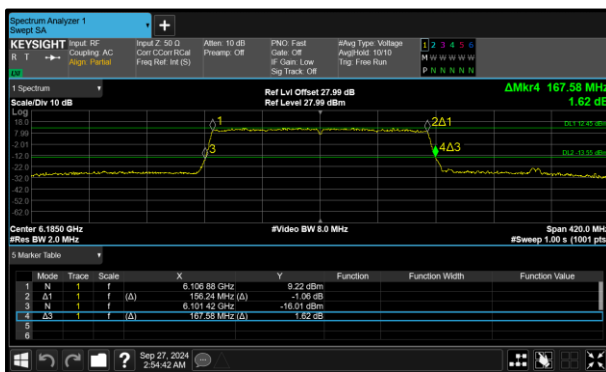 Spectrum Analyzer 1
Swept SA
KEYSIGHT Input: RF Input Z: 50 Ω Atten: 10 dB PNO: Fast #Avg Type: Voltage 1 2 3 4 5 6
R T Coupling: AC Corr CCorr RCal Preamp: Off Gate: Off Avg|Hold: 10/10 M W W W W W
Align: Partial Freq Ref: Int (S) IF Gain: Low Trig: Free Run
Sig Track: Off P N N N N N
1 Spectrum Ref Lvl Offset 27.99 dB ΔMkr4 167.58 MHz
Scale/Div 10 dB Ref Level 27.99 dBm 1.62 dB
Log
18.0
7.99
-2.01
-12.0
-22.0
-32.0
-42.0
-52.0
-62.0
1
2Δ1
DL1 12.45 dBm
3
4Δ3
DL2 -13.55 dBm
Center 6.1850 GHz #Video BW 8.0 MHz Span 420.0 MHz
#Res BW 2.0 MHz #Sweep 1.00 s (1001 pts)
5 Marker Table
Mode Trace Scale X Y Function Function Width Function Value
1 N 1 f 6.106 88 GHz 9.22 dBm
2 Δ1 1 f (Δ) 156.24 MHz (Δ) -1.06 dB
3 N 1 f 6.101 42 GHz -16.01 dBm
4 Δ3 1 f (Δ) 167.58 MHz (Δ) 1.62 dB
5
6
Sep 27, 2024
2:54:42 AM